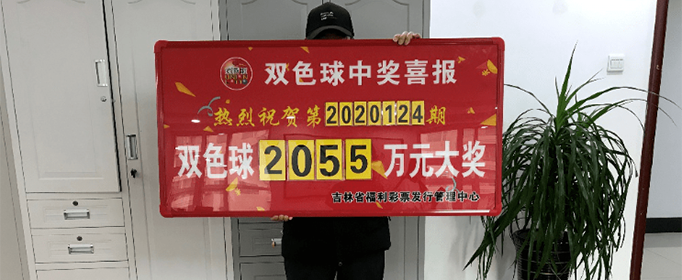 双色球中奖喜报
热烈祝贺第2020124期
双色球2055万元大奖
吉林省福利彩票发行管理中心